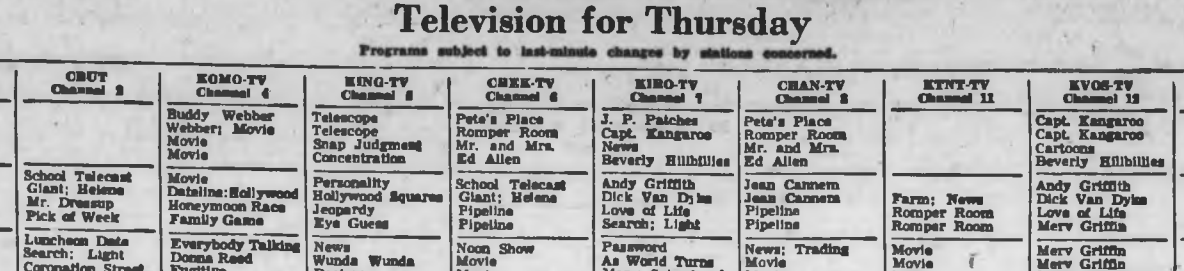 Television for Thursday
Programs subject to last-minute changes by stations concerned.
CBUT
Channel 2
School Telecast
Giant; Helene
Mr. Dressup
Pick of Week
Luncheon Date
Search; Light
Coronation Street
KOMO-TV
Channel 4
Buddy Webber
Webber; Movie
Movie
Movie
Movie
Dateline:Hollywood
Honeymoon Race
Family Game
Everybody Talking
Donna Reed
Fugitive
KING-TV
Channel 5
Telescope
Telescope
Snap Judgment
Concentration
Personality
Hollywood Squares
Jeopardy
Eye Guess
News
Wunda Wunda
CHEK-TV
Channel 6
Pete's Place
Romper Room
Mr. and Mrs.
Ed Allen
School Telecast
Giant; Helene
Pipeline
Pipeline
Noon Show
Movie
KIRO-TV
Channel 7
J. P. Patches
Capt. Kangaroo
News
Beverly Hillbillies
Andy Griffith
Dick Van Dyke
Love of Life
Search; Light
Password
As World Turns
CHAN-TV
Channel 8
Pete's Place
Romper Room
Mr. and Mrs.
Ed Allen
Jean Cannem
Jean Cannem
Pipeline
Pipeline
News; Trading
Movie
KTNT-TV
Channel 11
Farm; News
Romper Room
Romper Room
Movie
Movie
KVOS-TV
Channel 12
Capt. Kangaroo
Capt. Kangaroo
Cartoons
Beverly Hillbillies
Andy Griffith
Dick Van Dyke
Love of Life
Merv Griffin
Merv Griffin
Merv Griffin